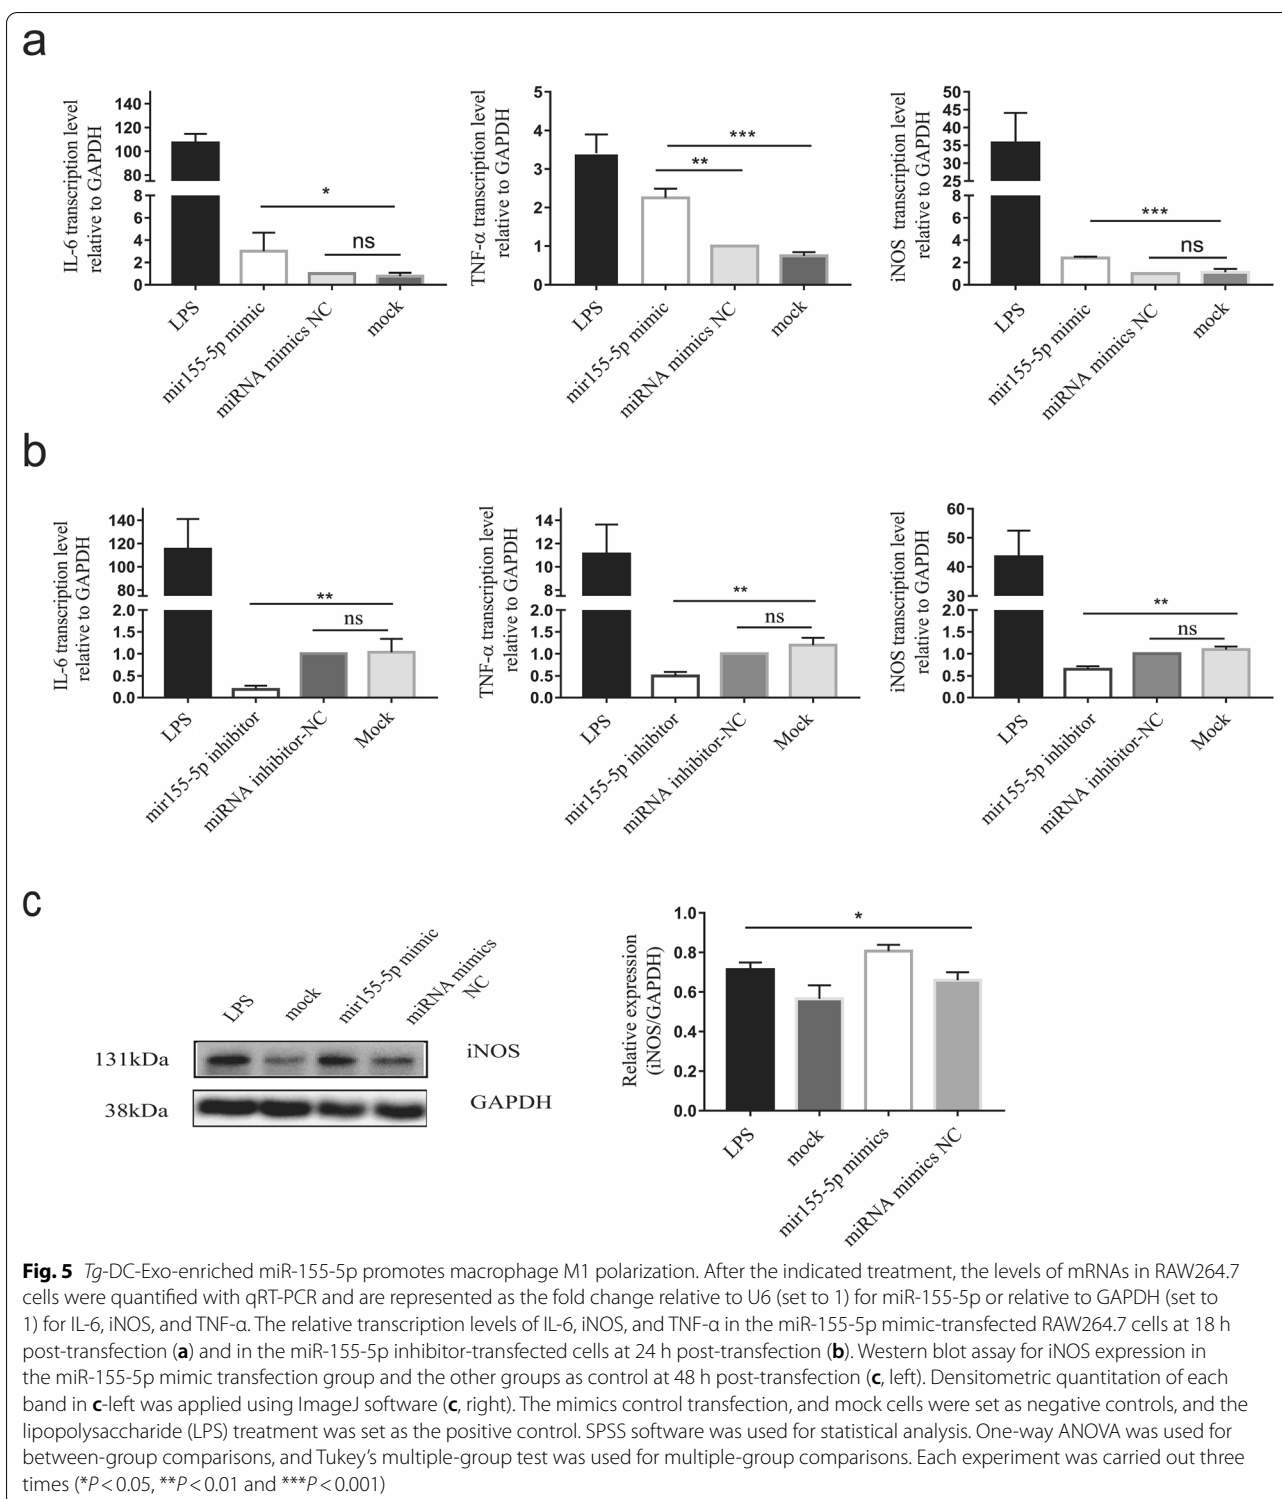 a
IL-6 transcription level
relative to GAPDH
140
120
100
80
8
6
4
2
0
*
ns
LPS
mir155-5p mimic
miRNA mimics NC
mock
TNF-α transcription level
relative to GAPDH
5
4
3
2
1
0
***
**
LPS
mir155-5p mimic
miRNA mimics NC
mock
iNOS transcription level
relative to GAPDH
50
45
40
35
30
25
8
6
4
2
0
***
ns
LPS
mir155-5p mimic
miRNA mimics NC
mock
b
IL-6 transcription level
relative to GAPDH
140
120
100
80
2.0
1.5
1.0
0.5
0.0
**
ns
LPS
mir155-5p inhibitor
miRNA inhibitor-NC
Mock
TNF-α transcription level
relative to GAPDH
14
12
10
8
2.0
1.5
1.0
0.5
0.0
**
ns
LPS
mir155-5p inhibitor
miRNA inhibitor-NC
Mock
iNOS transcription level
relative to GAPDH
60
50
40
30
2.0
1.5
1.0
0.5
0.0
**
ns
LPS
mir155-5p inhibitor
miRNA inhibitor-NC
Mock
c
LPS
mock
mir155-5p mimic
miRNA mimics
NC
131kDa
iNOS
38kDa
GAPDH
Relative expression
(iNOS/GAPDH)
1.0
0.8
0.6
0.4
0.2
0.0
*
LPS
mock
mir155-5p mimics
miRNA mimics NC
Fig. 5 Tg-DC-Exo-enriched miR-155-5p promotes macrophage M1 polarization. After the indicated treatment, the levels of mRNAs in RAW264.7
cells were quantified with qRT-PCR and are represented as the fold change relative to U6 (set to 1) for miR-155-5p or relative to GAPDH (set to
1) for IL-6, iNOS, and TNF-α. The relative transcription levels of IL-6, iNOS, and TNF-α in the miR-155-5p mimic-transfected RAW264.7 cells at 18 h
post-transfection (a) and in the miR-155-5p inhibitor-transfected cells at 24 h post-transfection (b). Western blot assay for iNOS expression in
the miR-155-5p mimic transfection group and the other groups as control at 48 h post-transfection (c, left). Densitometric quantitation of each
band in c-left was applied using ImageJ software (c, right). The mimics control transfection, and mock cells were set as negative controls, and the
lipopolysaccharide (LPS) treatment was set as the positive control. SPSS software was used for statistical analysis. One-way ANOVA was used for
between-group comparisons, and Tukey's multiple-group test was used for multiple-group comparisons. Each experiment was carried out three
times (*P < 0.05, **P < 0.01 and ***P < 0.001)